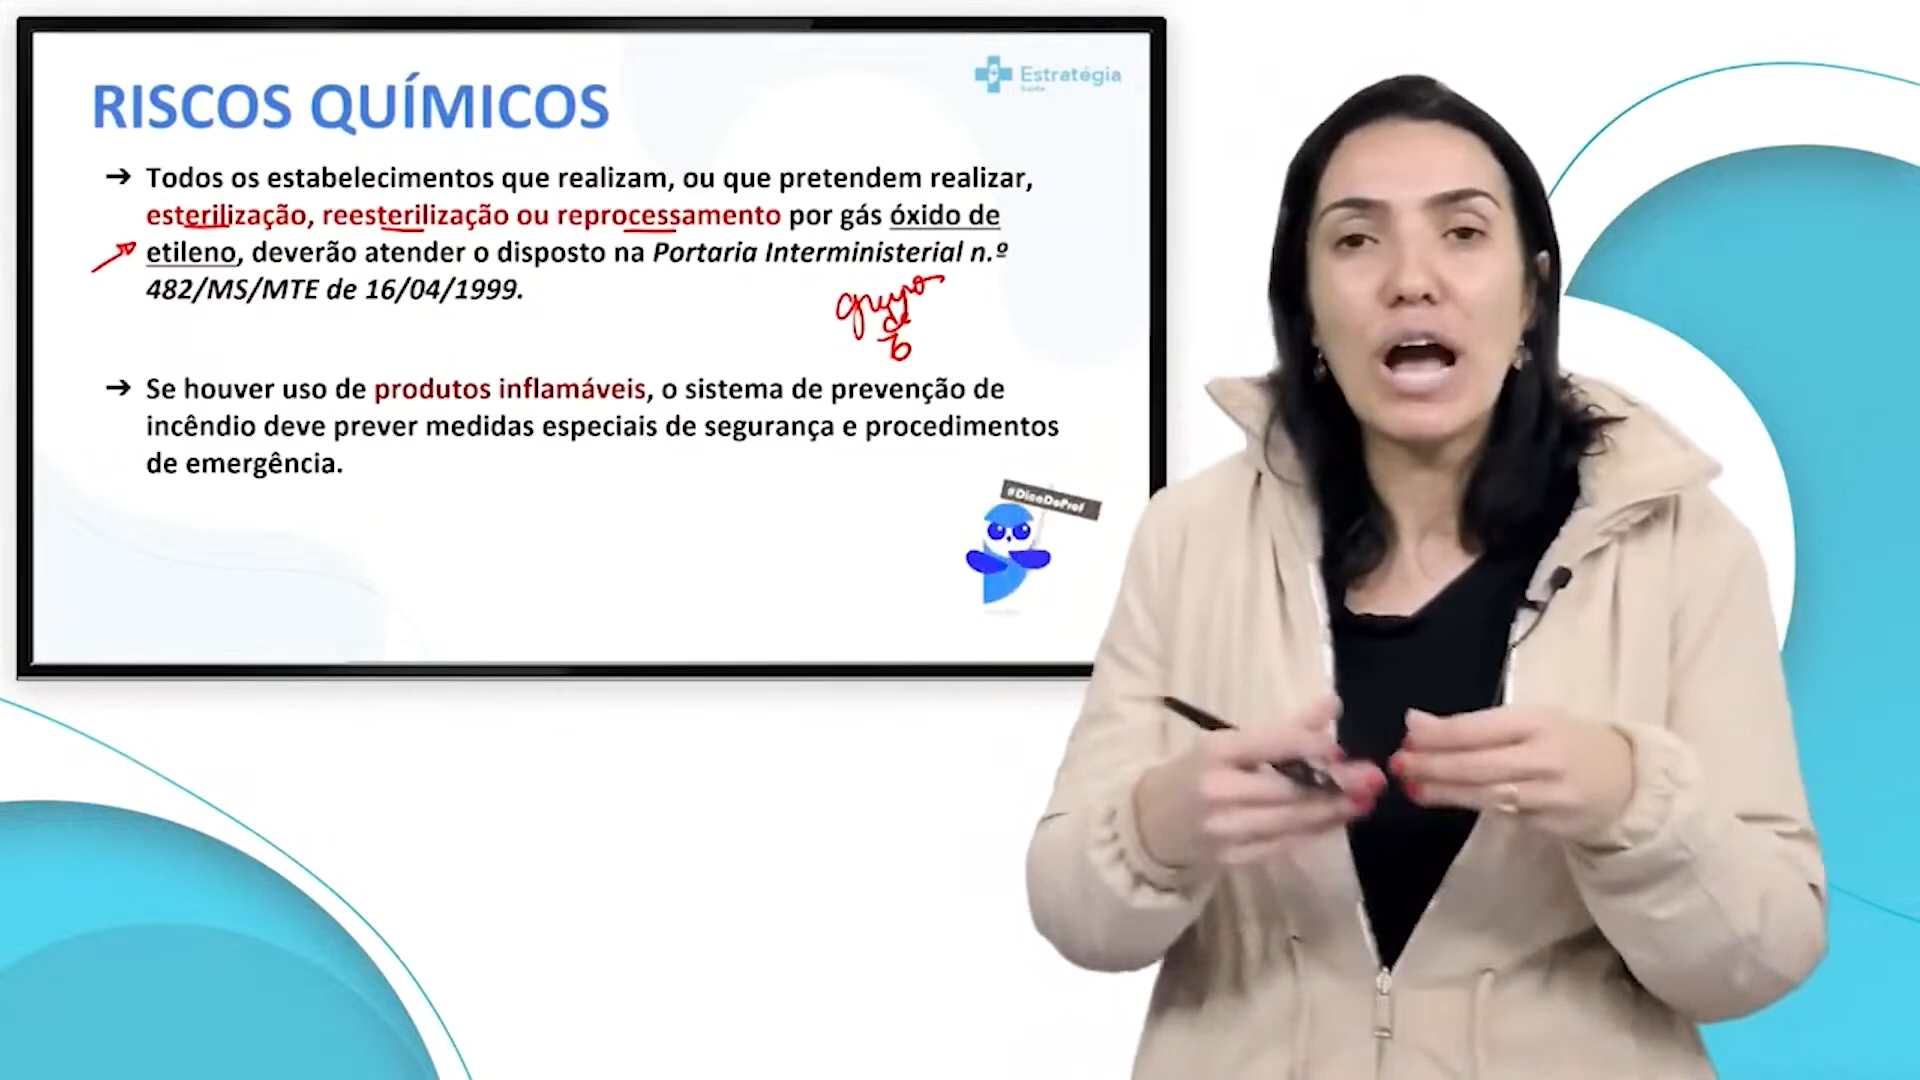 Estratégia
Saúde
RISCOS QUÍMICOS
➔ Todos os estabelecimentos que realizam, ou que pretendem realizar,
esterilização, reesterilização ou reprocessamento por gás óxido de
etileno, deverão atender o disposto na Portaria Interministerial n.º
482/MS/MTE de 16/04/1999.
grupo
de
➔ Se houver uso de produtos inflamáveis, o sistema de prevenção de
incêndio deve prever medidas especiais de segurança e procedimentos
de emergência.
#DicaDoProf